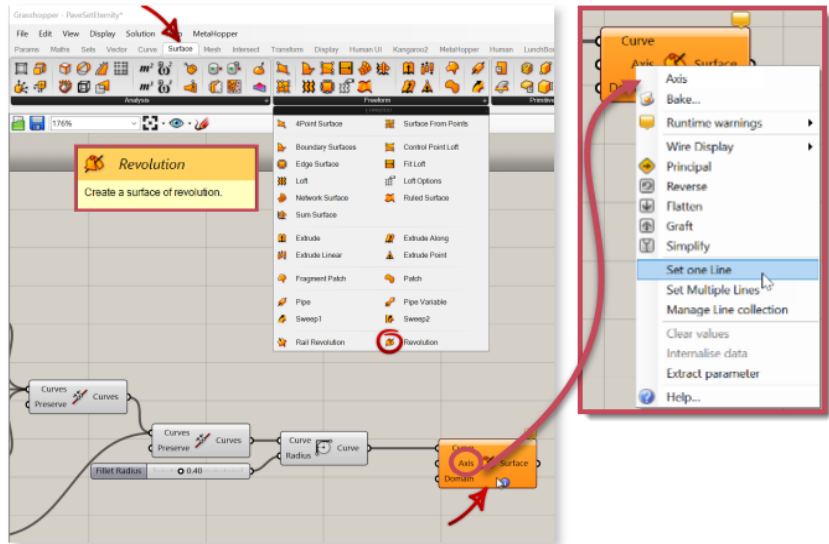 Grasshopper - PaveSetEternity*
File Edit View Display Solution MetaHopper
Params Maths Sets Vector Curve Surface Mesh Intersect Transform Display Human UI Kangaroo2 MetaHopper Human LunchBo
Analysis
Freeform
Primitive
176%
Revolution
Create a surface of revolution.
4Point Surface Surface From Points
Boundary Surfaces Control Point Loft
Edge Surface Fit Loft
Loft Loft Options
Network Surface Ruled Surface
Sum Surface
Extrude Extrude Along
Extrude Linear Extrude Point
Fragment Patch Patch
Pipe Pipe Variable
Sweep1 Sweep2
Rail Revolution Revolution
Curves
Preserve
Curves
Curves
Preserve
Curves
Curve
Radius
Curve
Fillet Radius 0.40
Curve
Axis
Domain
Surface
Curve
Axis
Surface
Axis
Bake...
Runtime warnings
Wire Display
Principal
Reverse
Flatten
Graft
Simplify
Set one Line
Set Multiple Lines
Manage Line collection
Clear values
Internalise data
Extract parameter
Help...